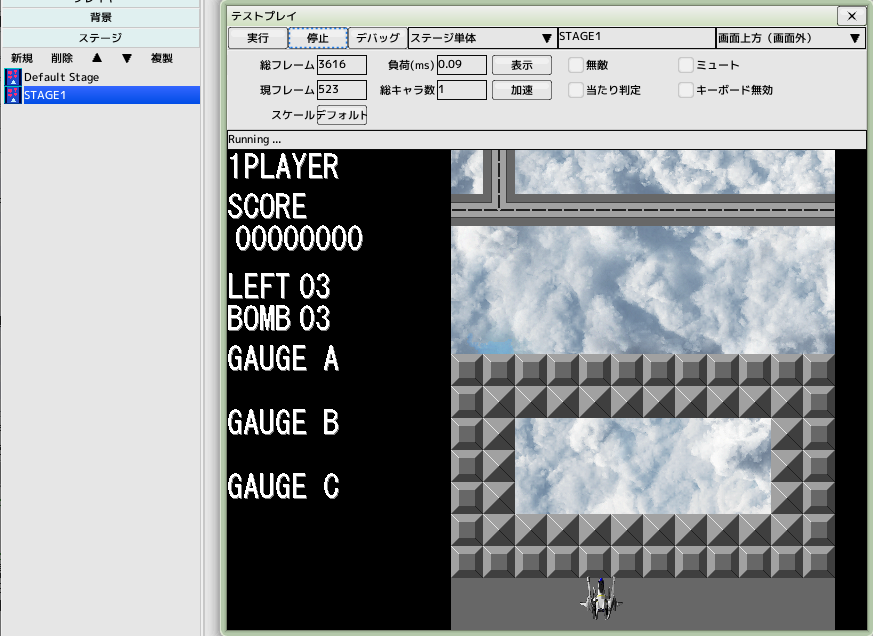 背景
ステージ
新規 削除 ▲ ▼ 複製
Default Stage
STAGE1
テストプレイ
実行 停止 デバッグ ステージ単体 ▼ STAGE1 画面上方（画面外） ▼
総フレーム 3616 負荷(ms) 0.09 表示 無敵 ミュート
現フレーム 523 総キャラ数 1 加速 当たり判定 キーボード無効
スケール デフォルト
Running ...
1PLAYER
SCORE
00000000
LEFT 03
BOMB 03
GAUGE A
GAUGE B
GAUGE C